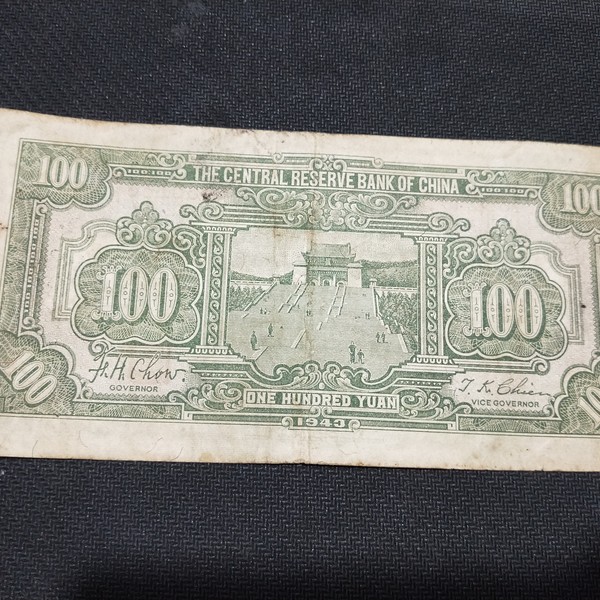 100 THE CENTRAL RESERVE BANK OF CHINA 100
100 100 100 100
100 100
F. H. Chow. T. K. Chien
GOVERNOR VICE GOVERNOR
100 ONE HUNDRED YUAN
1943